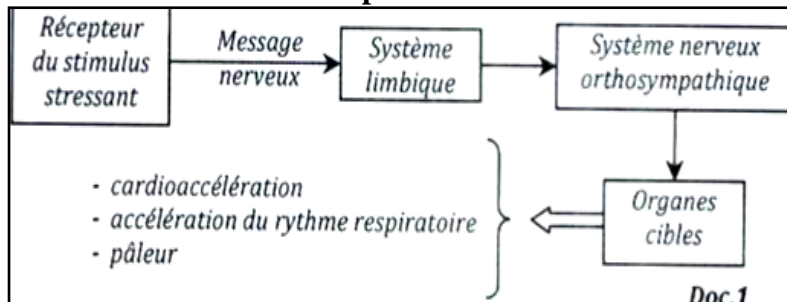 Récepteur
du stimulus
stressant
Message
nerveux
Système
limbique
Système nerveux
orthosympathique
- cardioaccélération
- accélération du rythme respiratoire
- pâleur
Organes
cibles
Doc.1